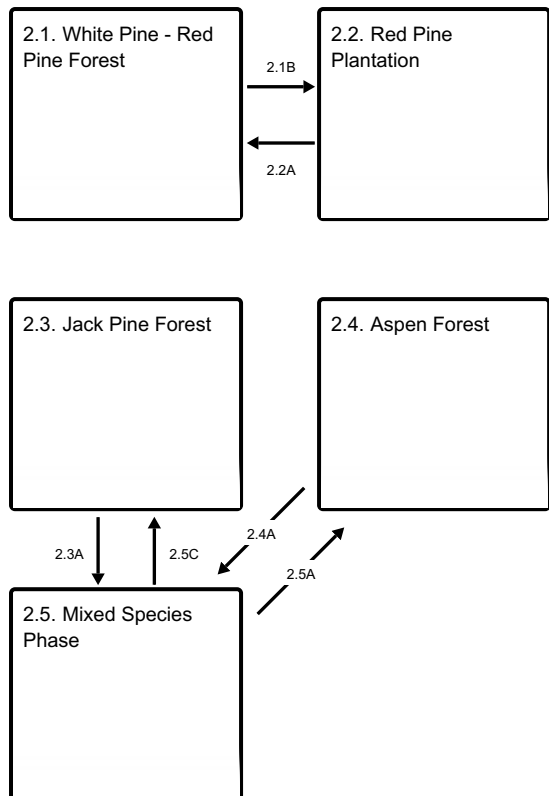 2.1. White Pine - Red
Pine Forest
2.1B
2.2. Red Pine
Plantation
2.2A
2.3. Jack Pine Forest
2.4. Aspen Forest
2.3A
2.5C
2.4A
2.5A
2.5. Mixed Species
Phase